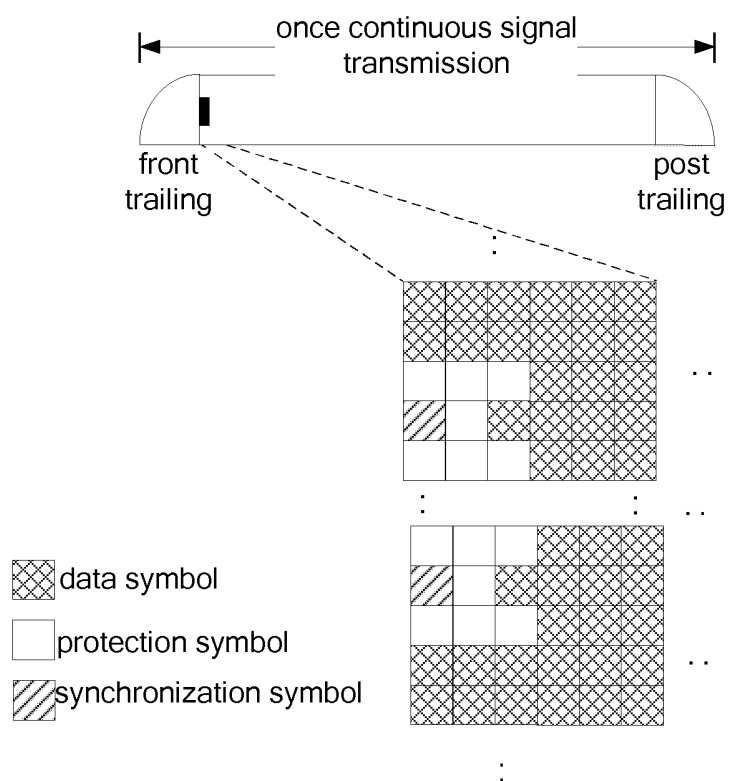 once continuous signal
transmission
front
trailing
post
trailing
data symbol
protection symbol
synchronization symbol